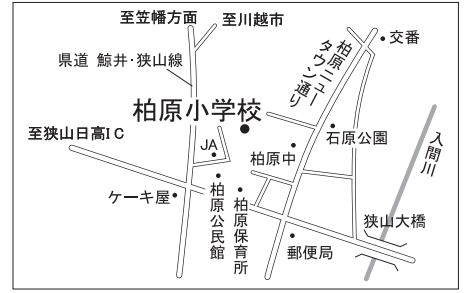 至笠幡方面
至川越市
県道 鯨井・狭山線
柏原ニュー
タウン通り
交番
柏原小学校
至狭山日高IC
JA
柏原中
石原公園
入間川
ケーキ屋
柏原公民館
柏原保育所
郵便局
狭山大橋